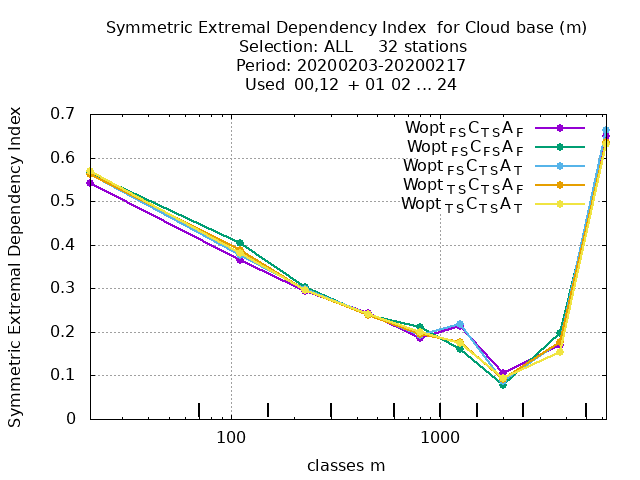 Symmetric Extremal Dependency Index for Cloud base (m)
Selection: ALL 32 stations
Period: 20200203-20200217
Used 00,12 + 01 02 ... 24
Symmetric Extremal Dependency Index
0.7
0.6
0.5
0.4
0.3
0.2
0.1
0
Wopt FS C TS A F
Wopt FS C FS A F
Wopt FS C TS A T
Wopt TS C TS A F
Wopt TS C TS A T
100 1000
classes m